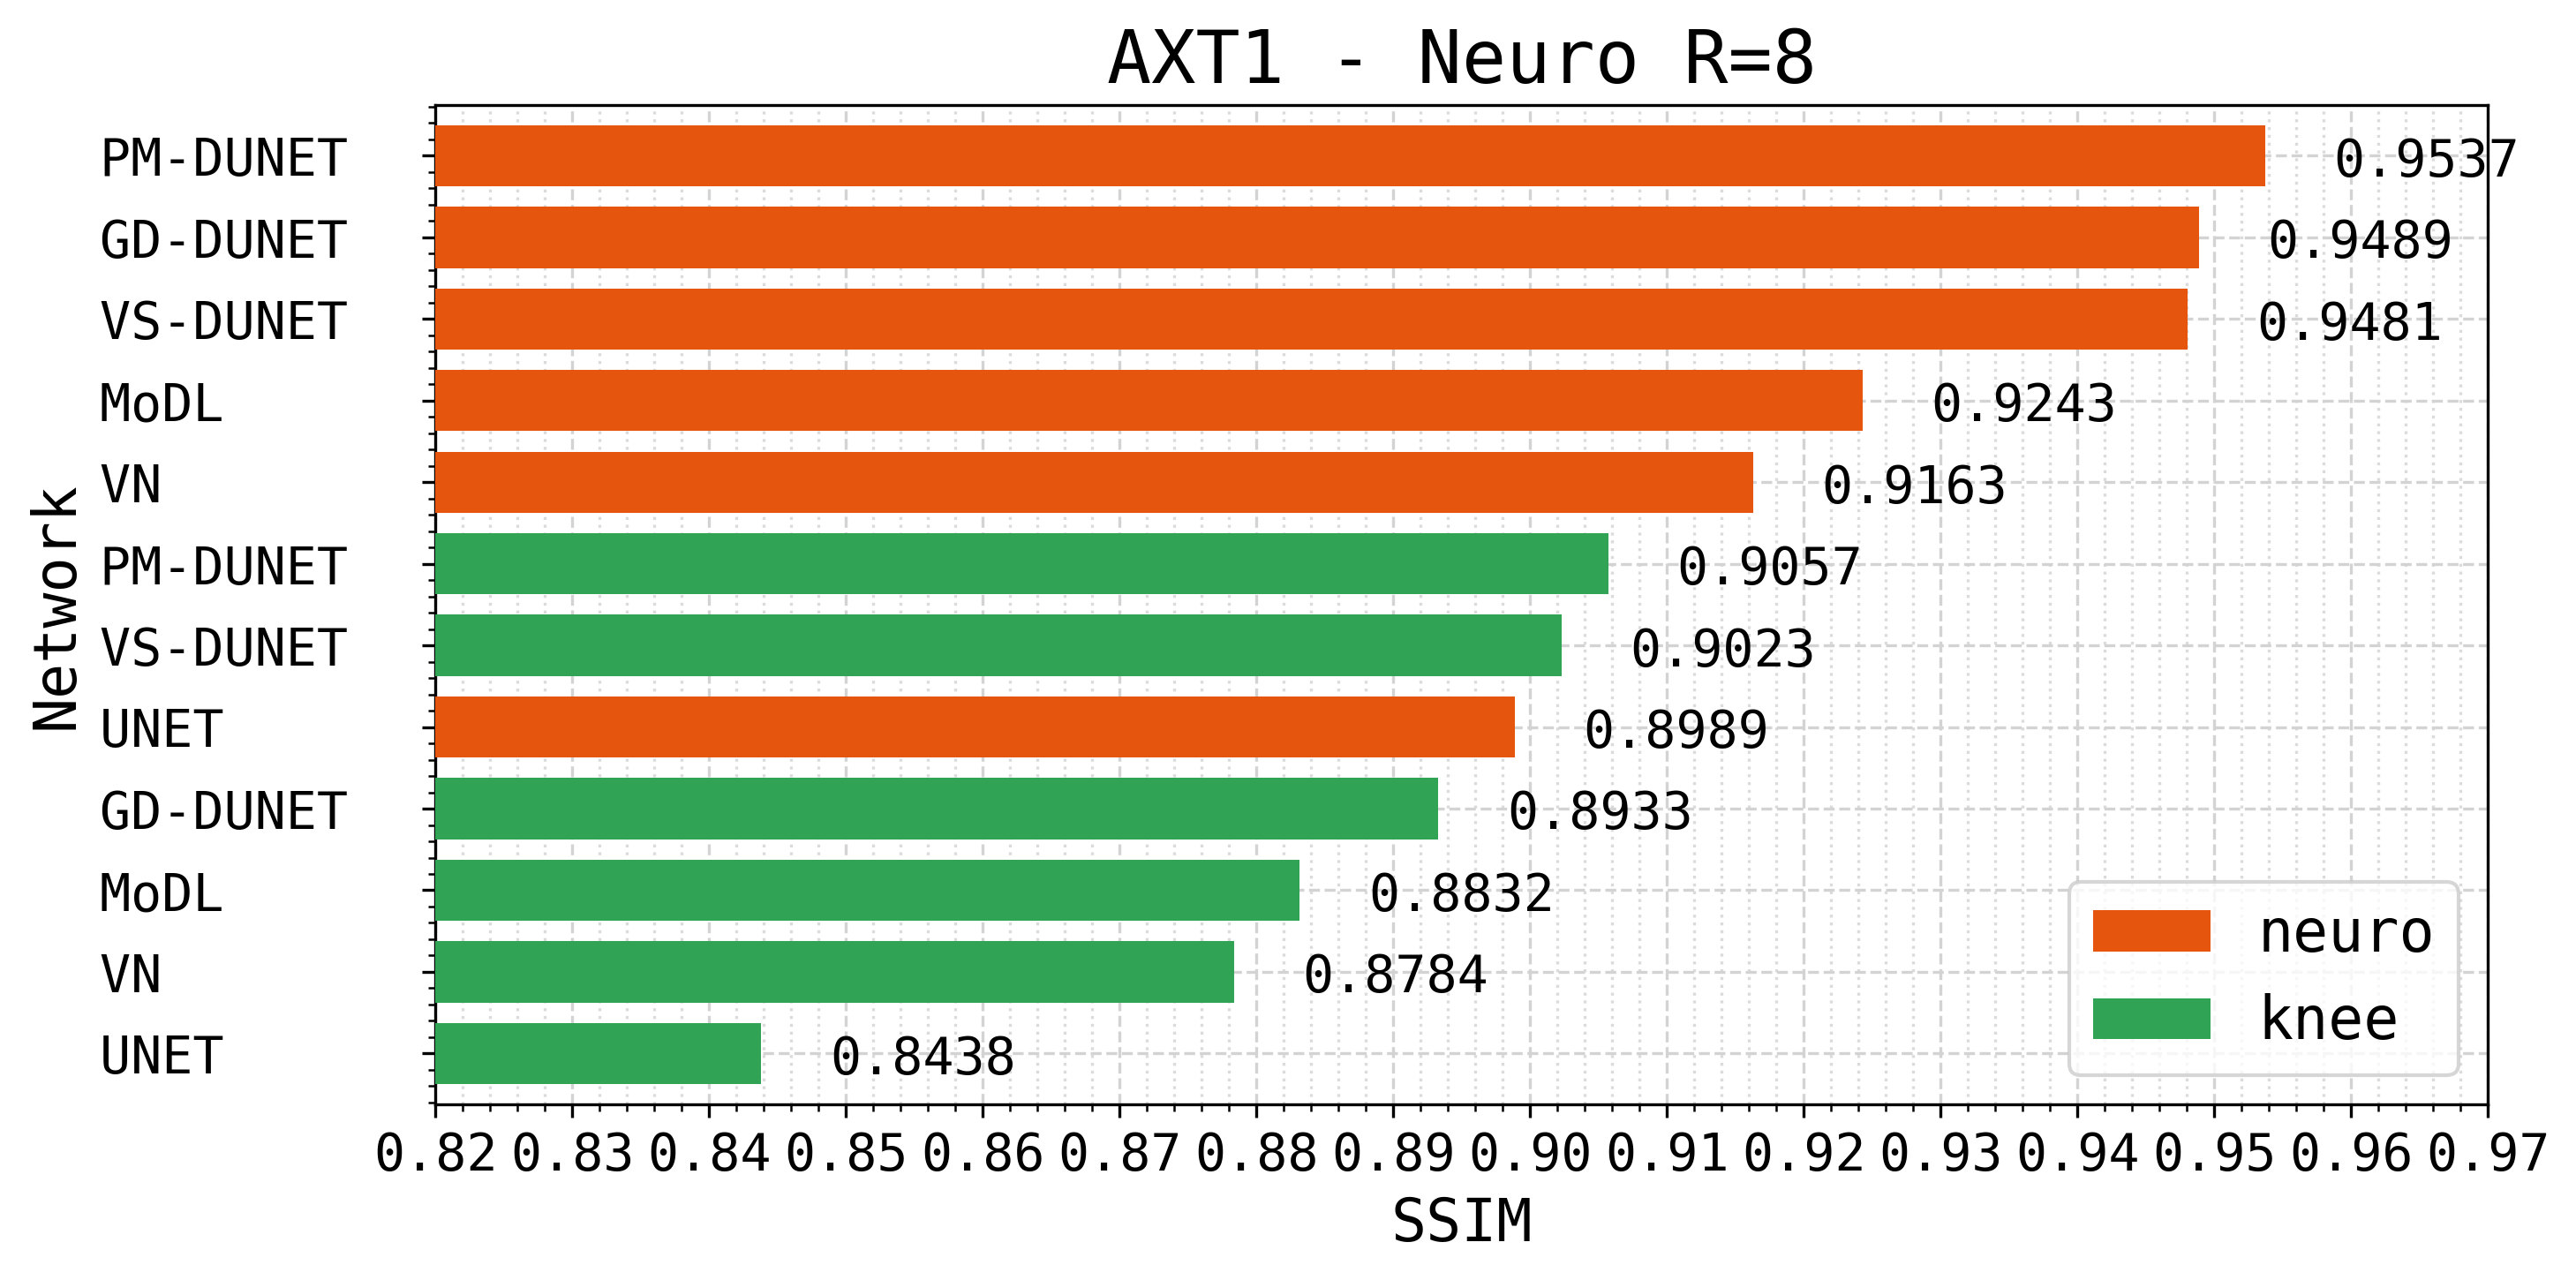 AXT1 - Neuro R=8
Network
PM-DUNET 0.9537
GD-DUNET 0.9489
VS-DUNET 0.9481
MoDL 0.9243
VN 0.9163
PM-DUNET 0.9057
VS-DUNET 0.9023
UNET 0.8989
GD-DUNET 0.8933
MoDL 0.8832
VN 0.8784
UNET 0.8438
neuro
knee
0.82 0.83 0.84 0.85 0.86 0.87 0.88 0.89 0.90 0.91 0.92 0.93 0.94 0.95 0.96 0.97
SSIM